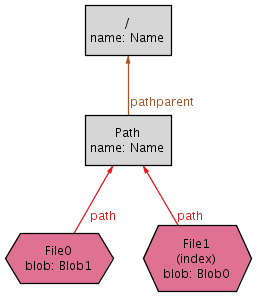 /
name: Name
pathparent
Path
name: Name
path
path
File0
blob: Blob1
File1
(index)
blob: Blob0